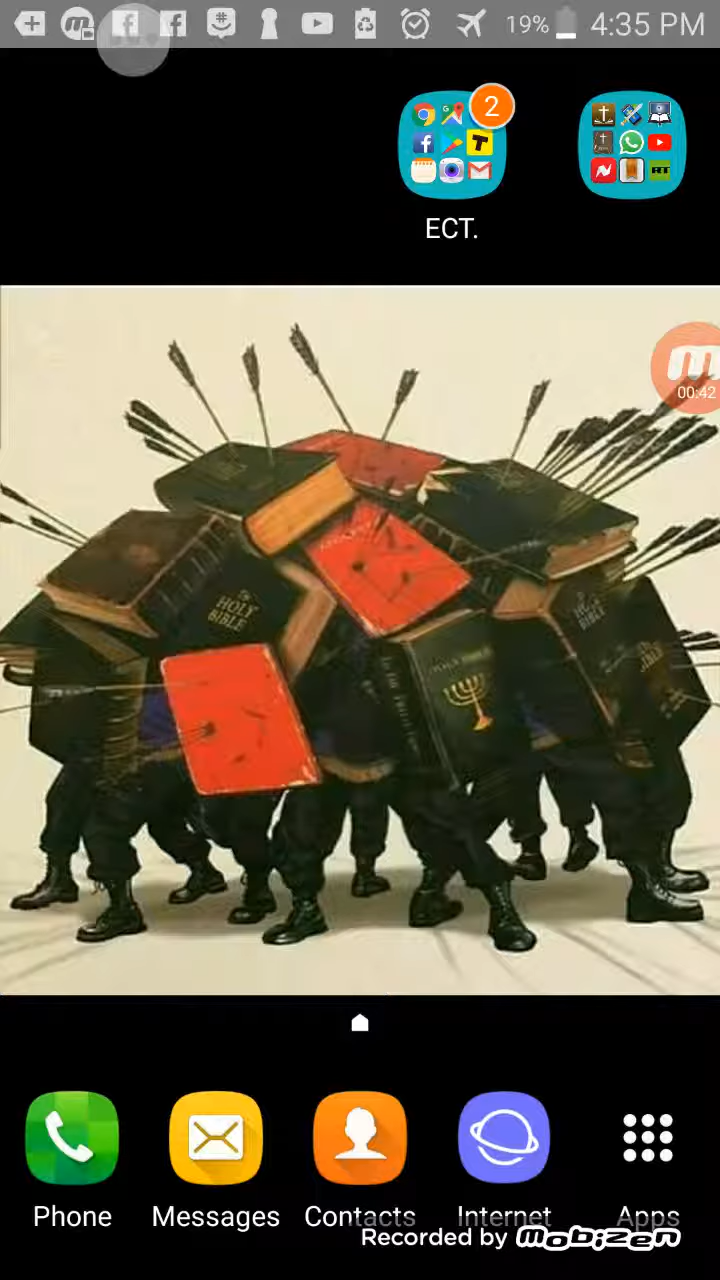 19% 4:35 PM
2
ECT.
00:42
HOLY
BIBLE
HOLY
BIBLE
Phone Messages Contacts Internet Apps
Recorded by mobizen